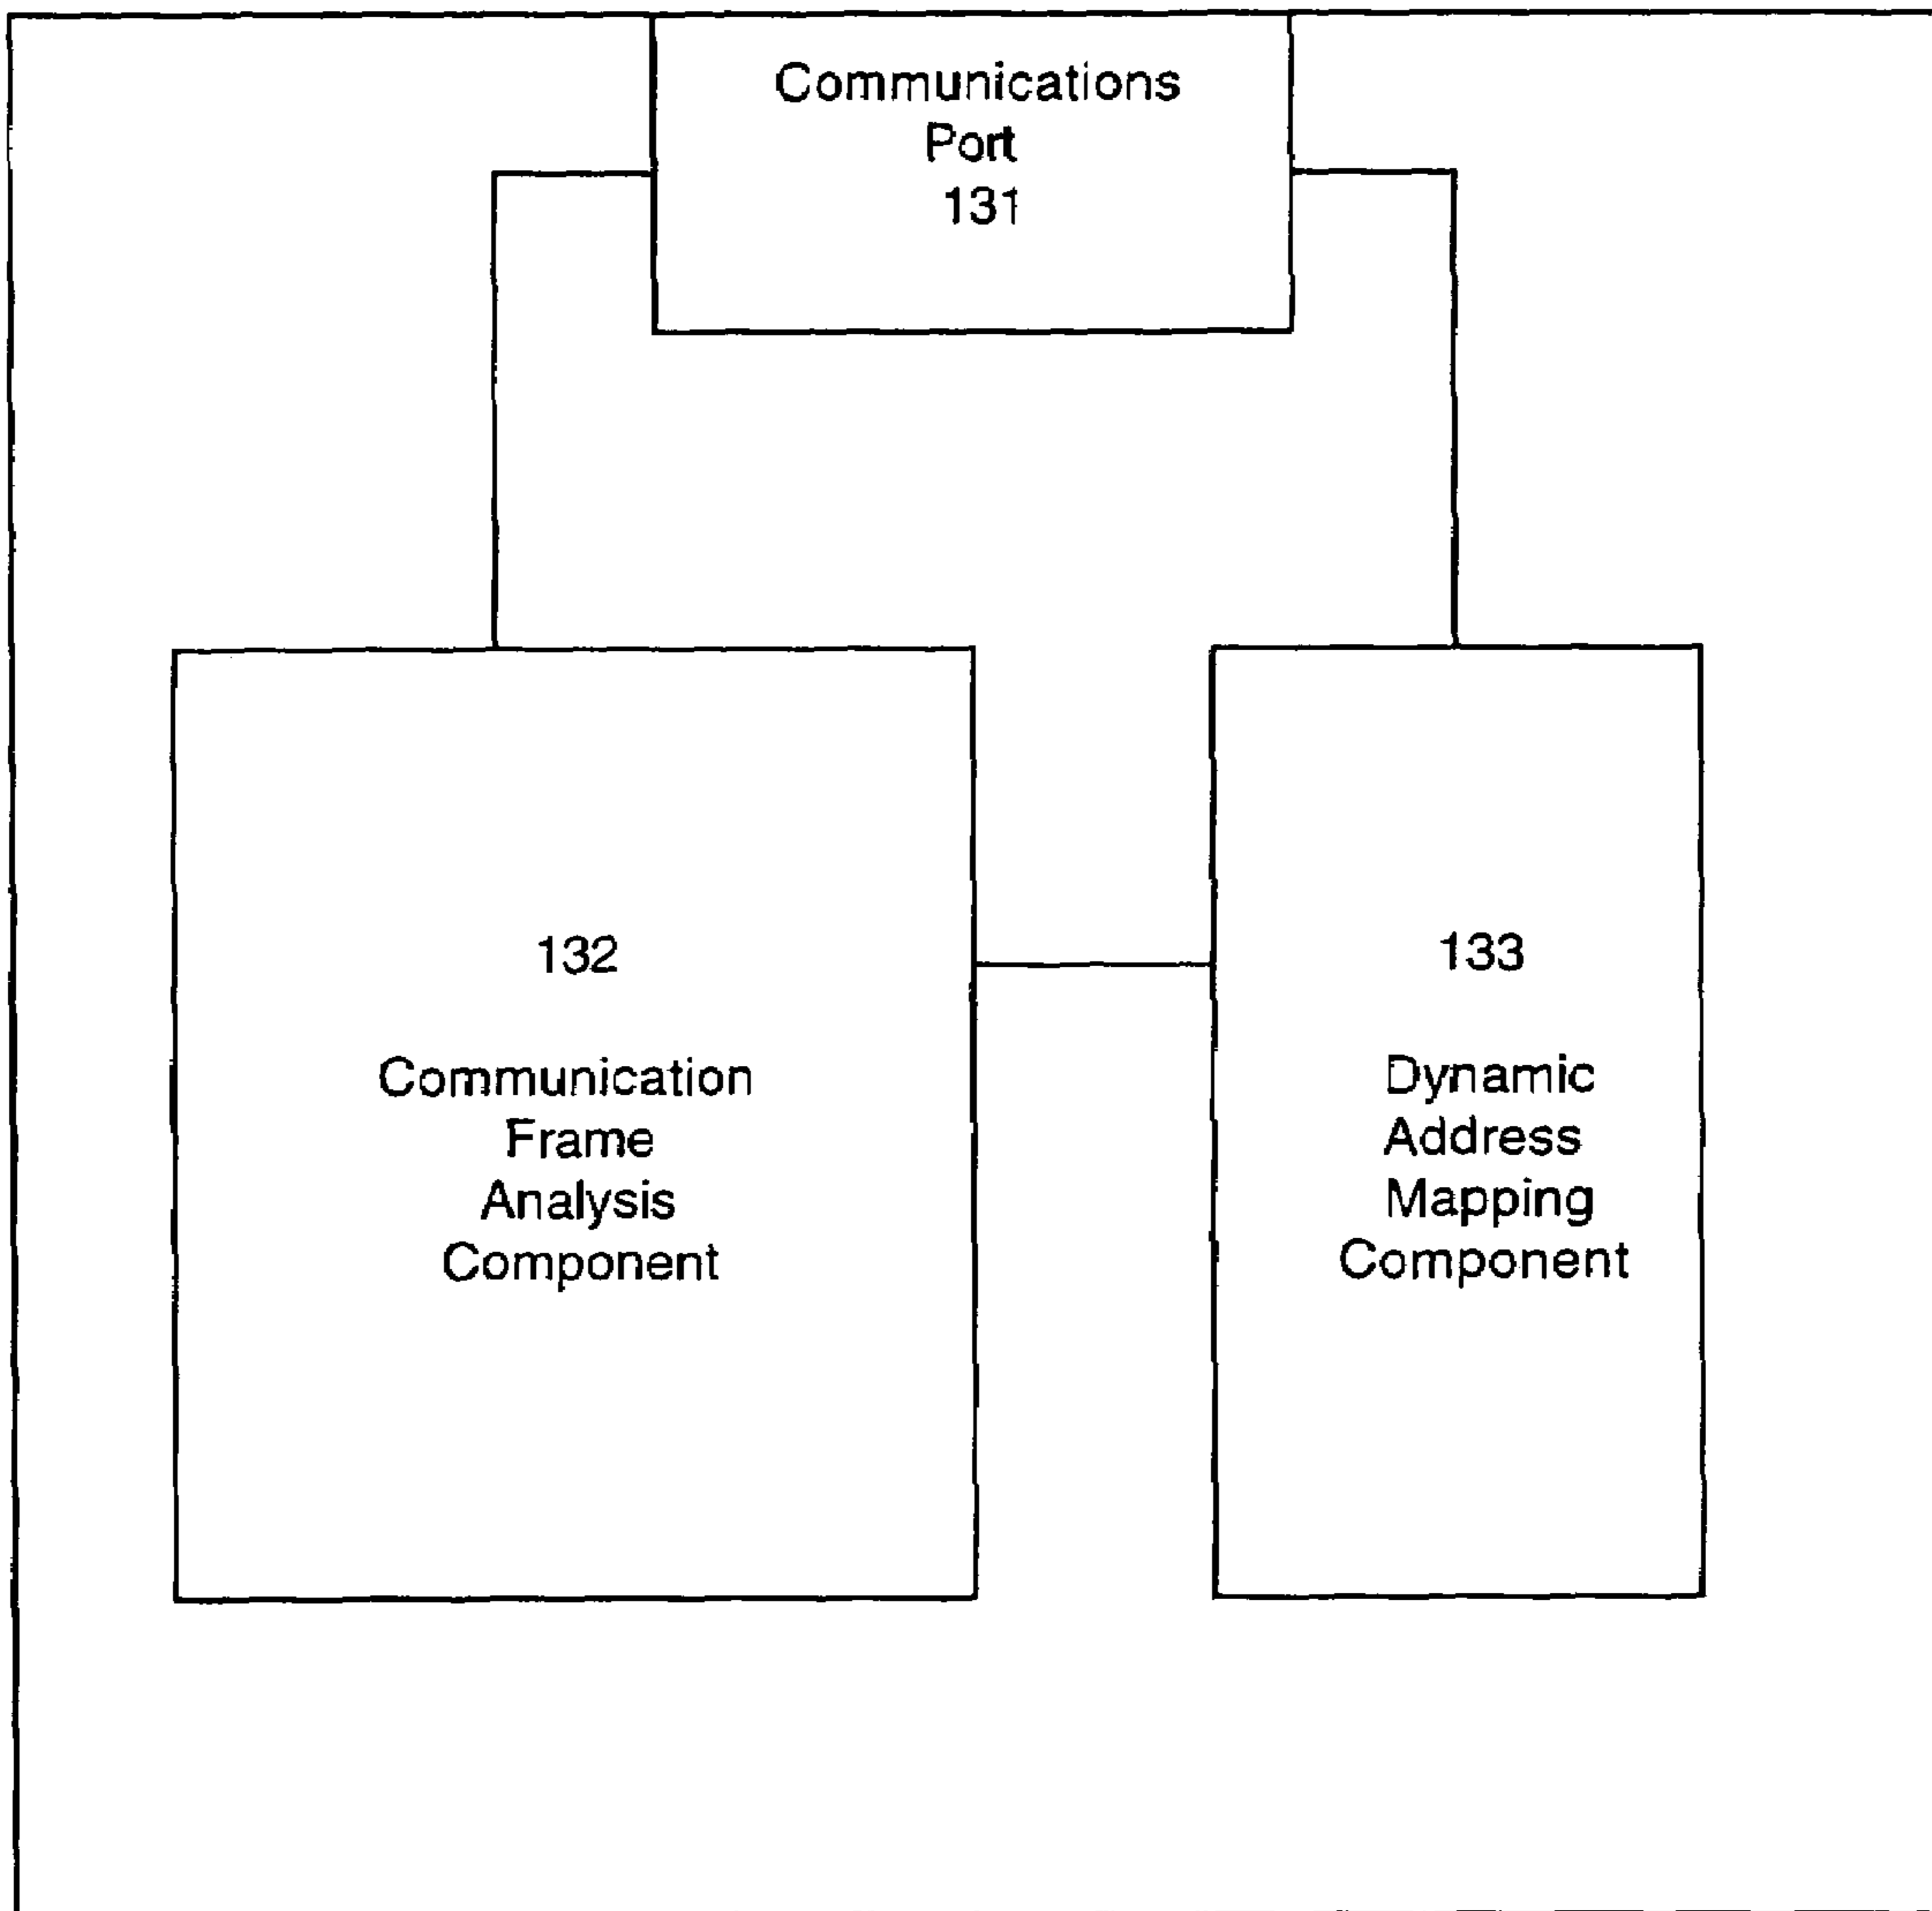 Communications
Port
131
132
Communication
Frame
Analysis
Component
133
Dynamic
Address
Mapping
Component